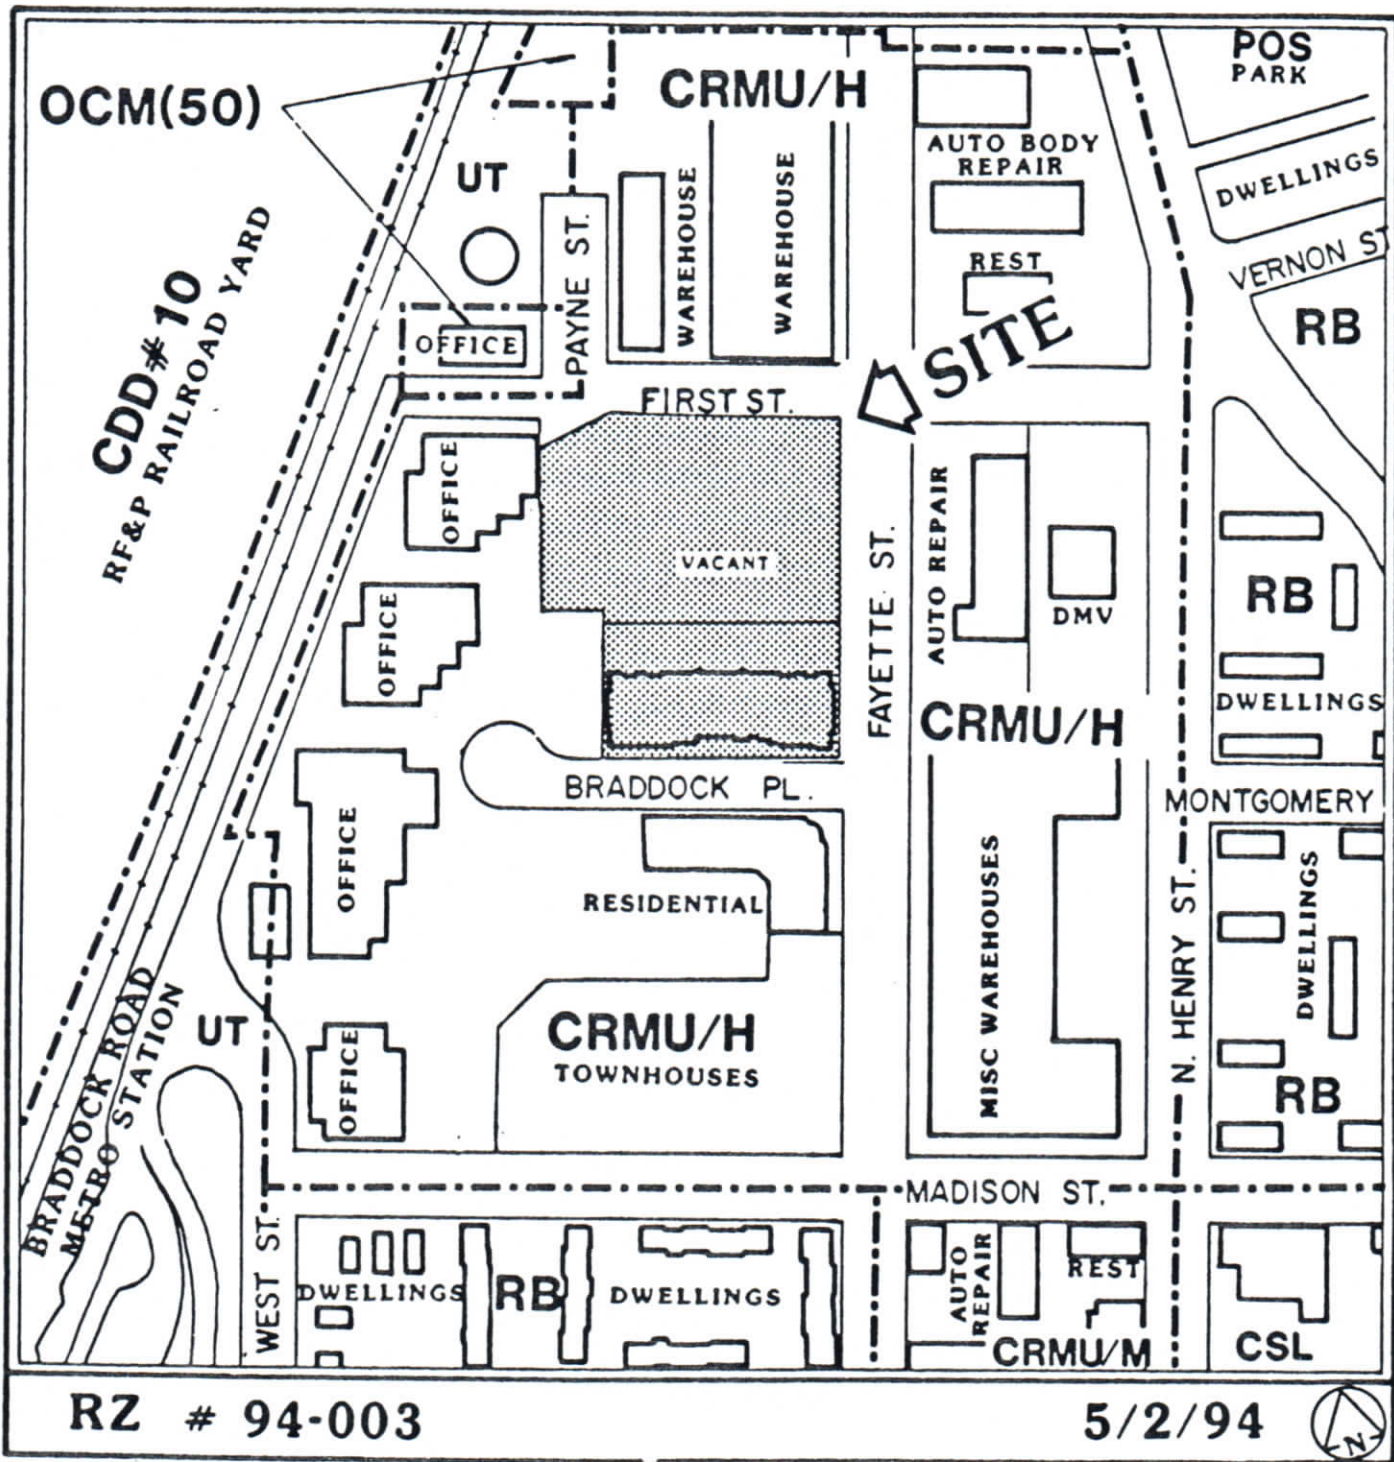 POS
PARK
OCM(50)
CRMU/H
AUTO BODY
REPAIR
UT
DWELLINGS
WAREHOUSE
WAREHOUSE
PAYNE ST.
REST
VERNON ST
CDD# 10
RF&P RAILROAD YARD
RB
OFFICE
SITE
FIRST ST.
OFFICE
VACANT
FAYETTE ST.
AUTO REPAIR
DMV
RB
OFFICE
DWELLINGS
CRMU/H
BRADDOCK PL.
MONTGOMERY
OFFICE
RESIDENTIAL
MISC WAREHOUSES
N. HENRY ST.
DWELLINGS
BRADDOCK ROAD
METRO STATION
UT
OFFICE
CRMU/H
TOWNHOUSES
RB
MADISON ST.
WEST ST.
DWELLINGS
RB
DWELLINGS
AUTO
REPAIR
REST
CRMU/M
CSL
RZ # 94-003
5/2/94
N